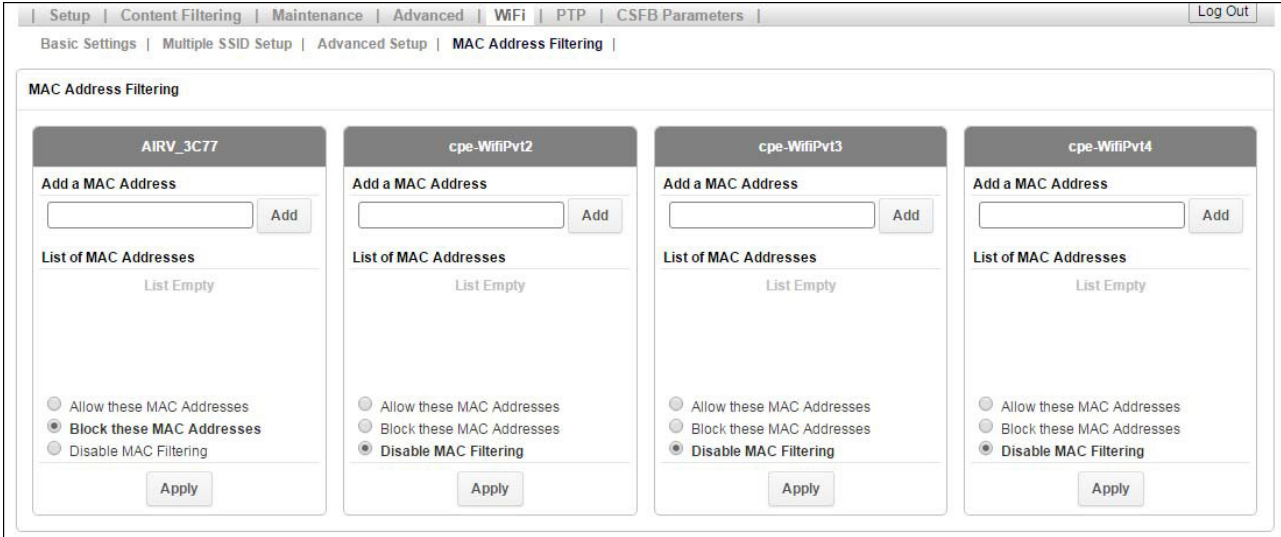 | Setup | Content Filtering | Maintenance | Advanced | WiFi | PTP | CSFB Parameters |
Log Out
Basic Settings | Multiple SSID Setup | Advanced Setup | MAC Address Filtering |
MAC Address Filtering
AIRV_3C77
Add a MAC Address
Add
List of MAC Addresses
List Empty
Allow these MAC Addresses
Block these MAC Addresses
Disable MAC Filtering
Apply
cpe-WifiPvt2
Add a MAC Address
Add
List of MAC Addresses
List Empty
Allow these MAC Addresses
Block these MAC Addresses
Disable MAC Filtering
Apply
cpe-WifiPvt3
Add a MAC Address
Add
List of MAC Addresses
List Empty
Allow these MAC Addresses
Block these MAC Addresses
Disable MAC Filtering
Apply
cpe-WifiPvt4
Add a MAC Address
Add
List of MAC Addresses
List Empty
Allow these MAC Addresses
Block these MAC Addresses
Disable MAC Filtering
Apply